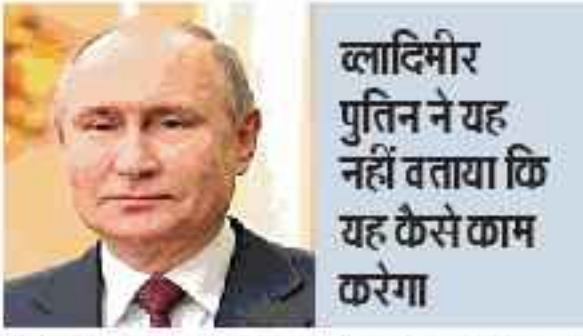 व्लादिमीर
पुतिन ने यह
नहीं बताया कि
यह कैसे काम
करेगा